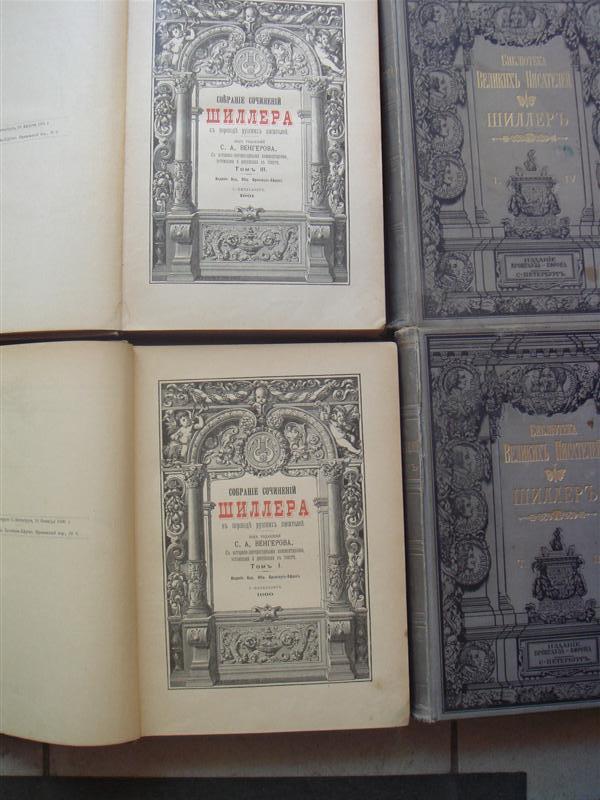 СОБРАНІЕ СОЧИНЕНІЙ
ШИЛЛЕРА
въ переводѣ русскихъ писателей.
подъ редакціей
С. А. ВЕНГЕРОВА,
Томъ III.
С.-ПЕТЕРБУРГЪ.
1901
БИБЛІОТЕКА
ВЕЛИКИХЪ ПИСАТЕЛЕЙ
ШИЛЛЕРЪ
Т. IV
ИЗДАНІЕ
БРОКГАУЗА-ЕФРОНА
С.-ПЕТЕРБУРГЪ.
СОБРАНІЕ СОЧИНЕНІЙ
ШИЛЛЕРА
въ переводѣ русскихъ писателей
подъ редакціей
С. А. ВЕНГЕРОВА,
Томъ I.
С.-ПЕТЕРБУРГЪ.
1900
БИБЛІОТЕКА
ВЕЛИКИХЪ ПИСАТЕЛЕЙ
ШИЛЛЕРЪ
Т.
ИЗДАНІЕ
БРОКГАУЗА-ЕФРОНА
С.-ПЕТЕРБУРГЪ.